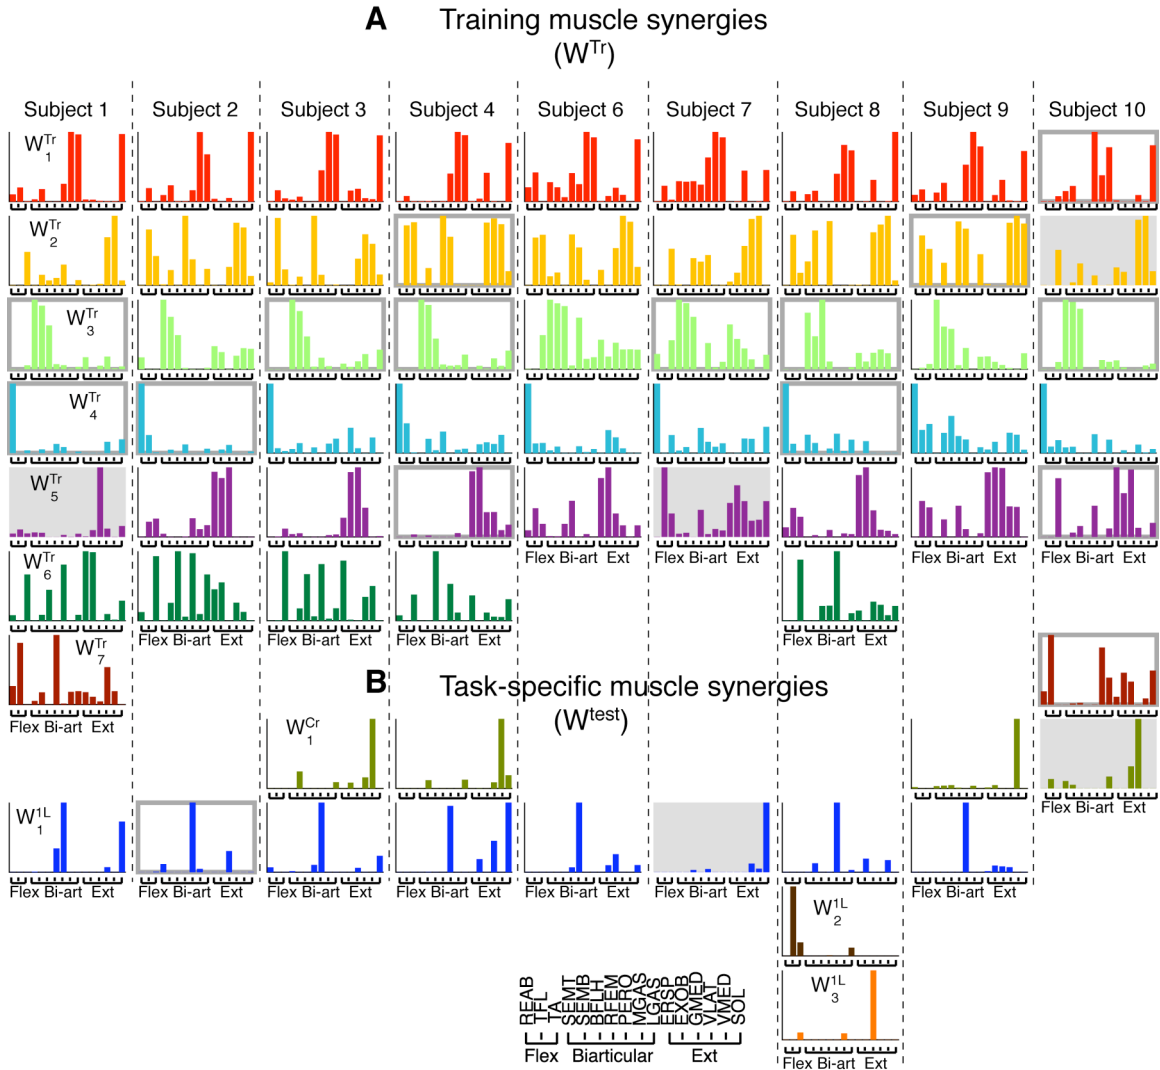 A Training muscle synergies
(W^Tr)
Subject 1 Subject 2 Subject 3 Subject 4 Subject 6 Subject 7 Subject 8 Subject 9 Subject 10
W^Tr_1
W^Tr_2
W^Tr_3
W^Tr_4
W^Tr_5
Flex Bi-art Ext Flex Bi-art Ext Flex Bi-art Ext Flex Bi-art Ext
W^Tr_6
Flex Bi-art Ext Flex Bi-art Ext Flex Bi-art Ext Flex Bi-art Ext
W^Tr_7
B Task-specific muscle synergies
(W^test)
Flex Bi-art Ext
W^Cr_1
Flex Bi-art Ext
W^1L_1
Flex Bi-art Ext Flex Bi-art Ext Flex Bi-art Ext Flex Bi-art Ext Flex Bi-art Ext Flex Bi-art Ext Flex Bi-art Ext
W^1L_2
W^1L_3
REAB
TFL
TA
SEMT
SEMB
BFLH
RFEM
PERO
MGAS
LGAS
ERSP
EXOB
GMED
VLAT
VMED
SOL
Flex Biarticular Ext
Flex Bi-art Ext